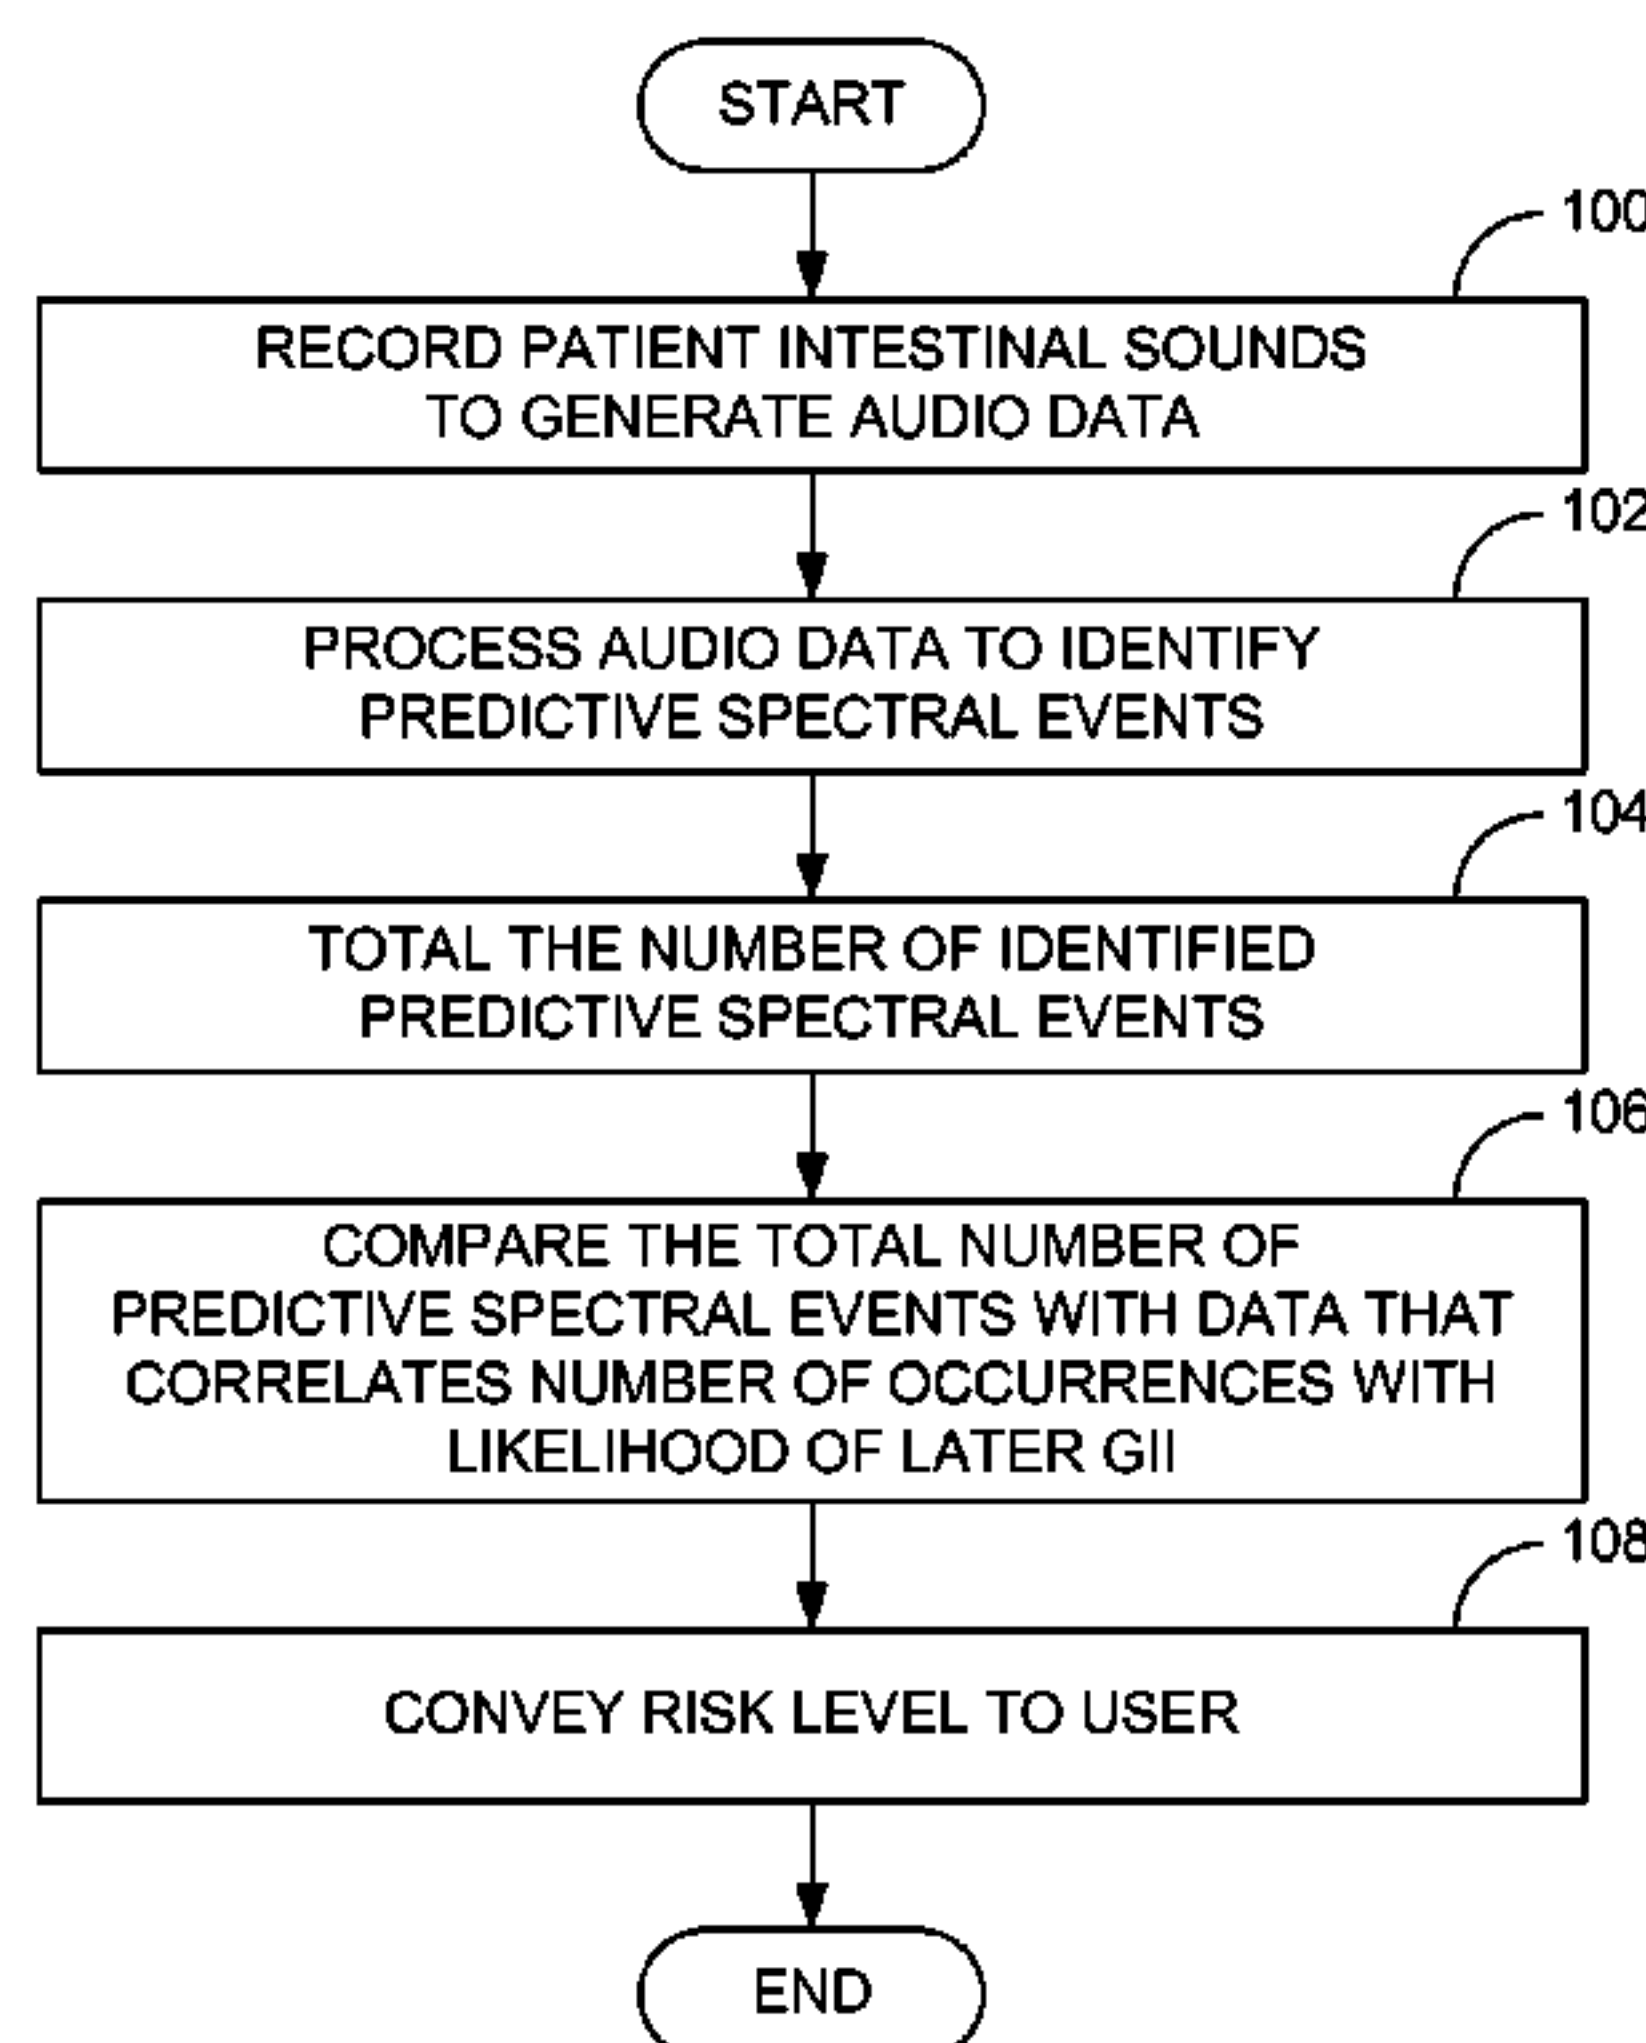 START
100
RECORD PATIENT INTESTINAL SOUNDS
TO GENERATE AUDIO DATA
102
PROCESS AUDIO DATA TO IDENTIFY
PREDICTIVE SPECTRAL EVENTS
104
TOTAL THE NUMBER OF IDENTIFIED
PREDICTIVE SPECTRAL EVENTS
106
COMPARE THE TOTAL NUMBER OF
PREDICTIVE SPECTRAL EVENTS WITH DATA THAT
CORRELATES NUMBER OF OCCURRENCES WITH
LIKELIHOOD OF LATER GII
108
CONVEY RISK LEVEL TO USER
END